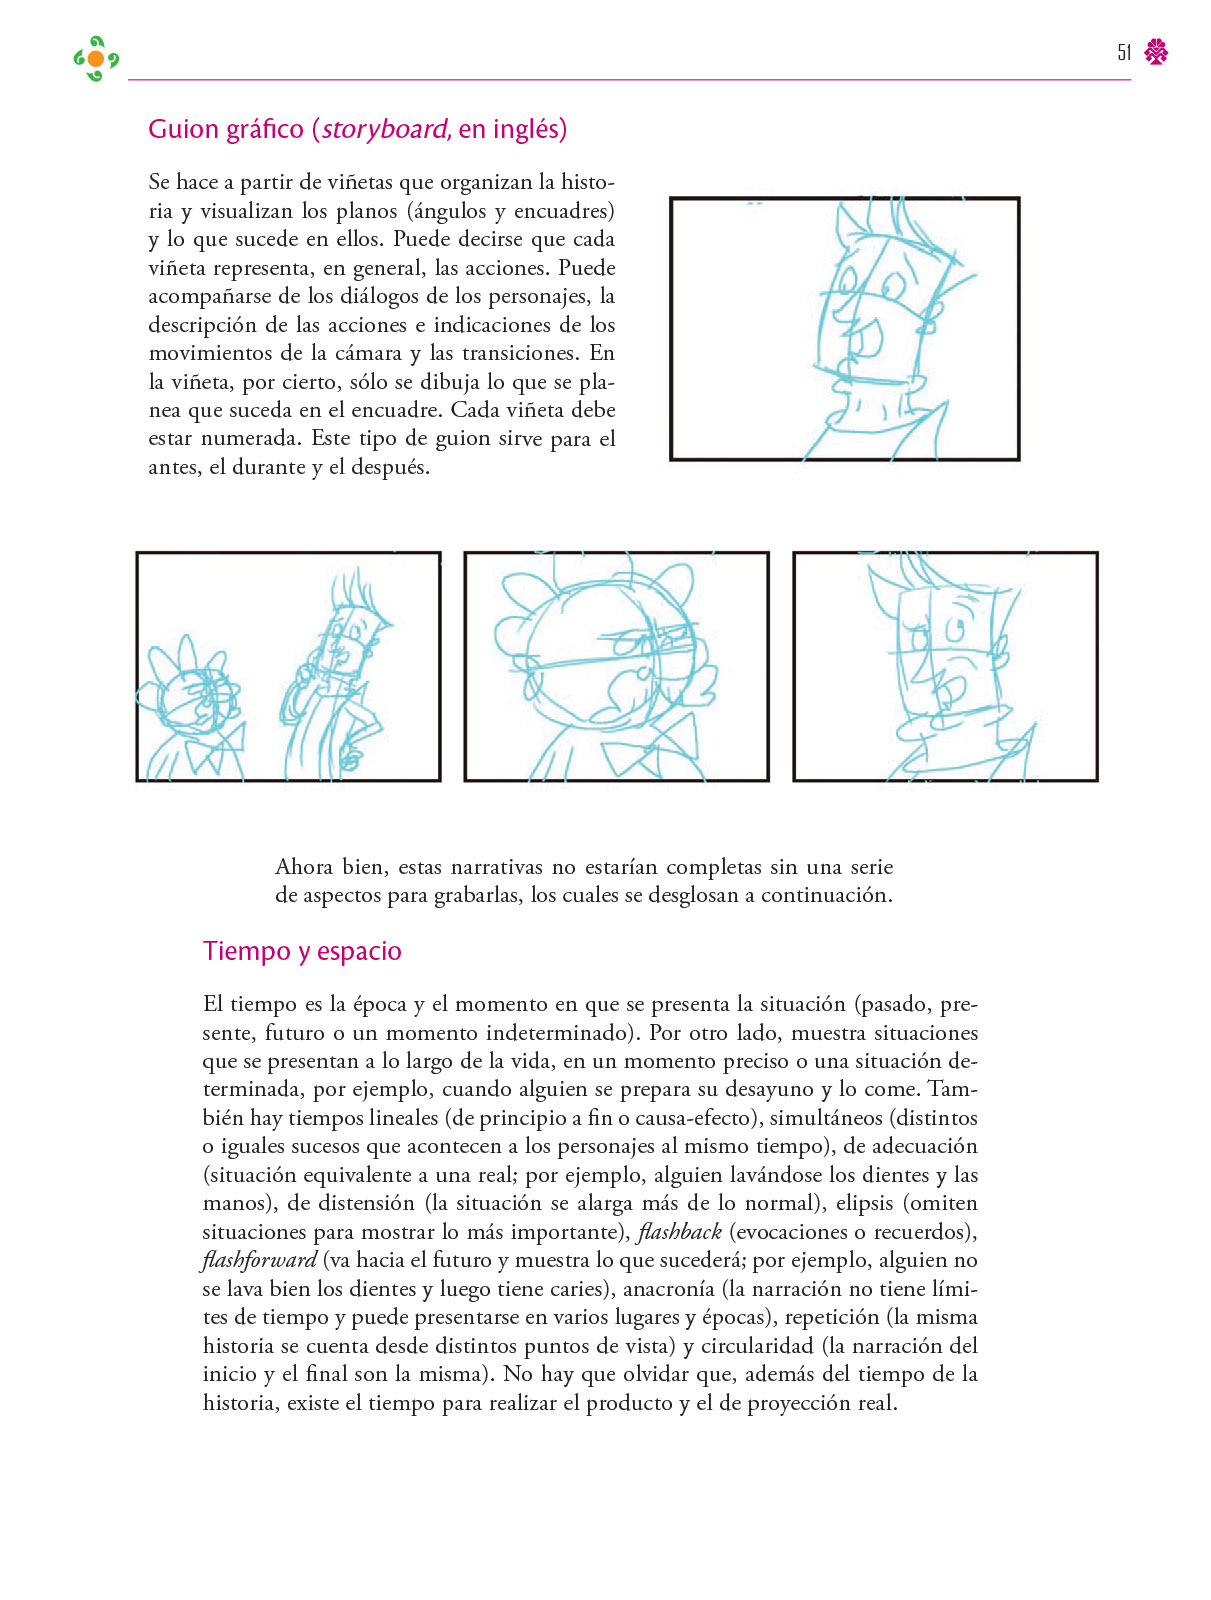 51
Guion gráfico (storyboard, en inglés)
Se hace a partir de viñetas que organizan la histo-
ria y visualizan los planos (ángulos y encuadres)
y lo que sucede en ellos. Puede decirse que cada
viñeta representa, en general, las acciones. Puede
acompañarse de los diálogos de los personajes, la
descripción de las acciones e indicaciones de los
movimientos de la cámara y las transiciones. En
la viñeta, por cierto, sólo se dibuja lo que se pla-
nea que suceda en el encuadre. Cada viñeta debe
estar numerada. Este tipo de guion sirve para el
antes, el durante y el después.
Ahora bien, estas narrativas no estarían completas sin una serie
de aspectos para grabarlas, los cuales se desglosan a continuación.
Tiempo y espacio
El tiempo es la época y el momento en que se presenta la situación (pasado, pre-
sente, futuro o un momento indeterminado). Por otro lado, muestra situaciones
que se presentan a lo largo de la vida, en un momento preciso o una situación de-
terminada, por ejemplo, cuando alguien se prepara su desayuno y lo come. Tam-
bién hay tiempos lineales (de principio a fin o causa-efecto), simultáneos (distintos
o iguales sucesos que acontecen a los personajes al mismo tiempo), de adecuación
(situación equivalente a una real; por ejemplo, alguien lavándose los dientes y las
manos), de distensión (la situación se alarga más de lo normal), elipsis (omiten
situaciones para mostrar lo más importante), flashback (evocaciones o recuerdos),
flashforward (va hacia el futuro y muestra lo que sucederá; por ejemplo, alguien no
se lava bien los dientes y luego tiene caries), anacronía (la narración no tiene lími-
tes de tiempo y puede presentarse en varios lugares y épocas), repetición (la misma
historia se cuenta desde distintos puntos de vista) y circularidad (la narración del
inicio y el final son la misma). No hay que olvidar que, además del tiempo de la
historia, existe el tiempo para realizar el producto y el de proyección real.